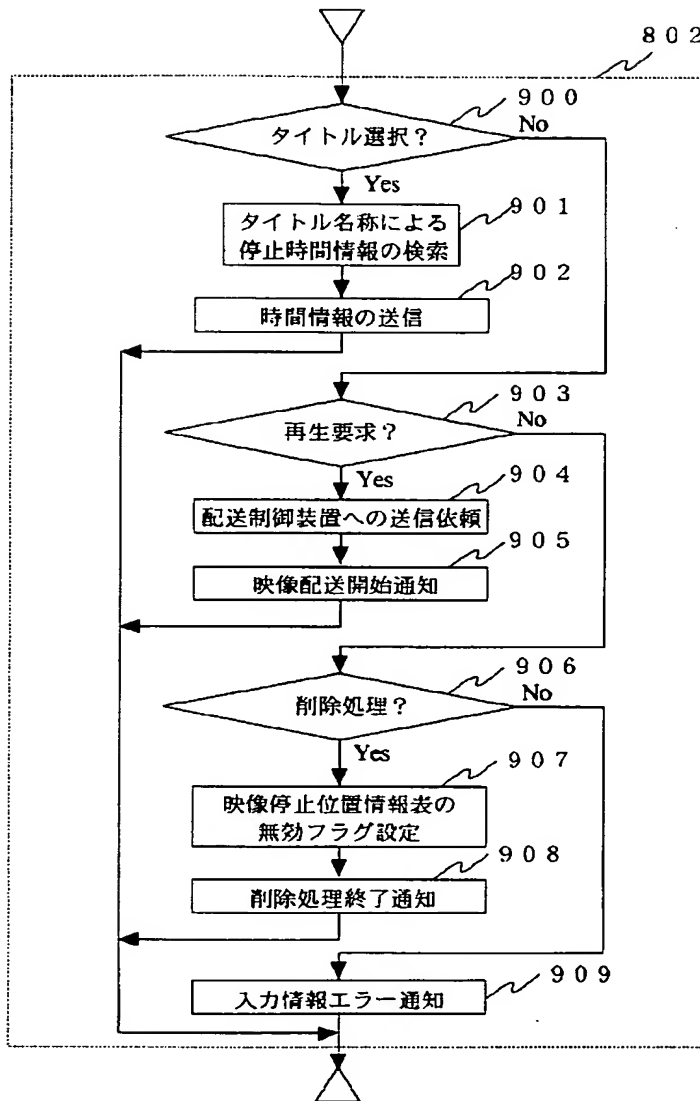 ８０２
９００
タイトル選択？
No
Yes
９０１
タイトル名称による
停止時間情報の検索
９０２
時間情報の送信
９０３
再生要求？
No
Yes
９０４
配送制御装置への送信依頼
９０５
映像配送開始通知
９０６
削除処理？
No
Yes
９０７
映像停止位置情報表の
無効フラグ設定
９０８
削除処理終了通知
９０９
入力情報エラー通知